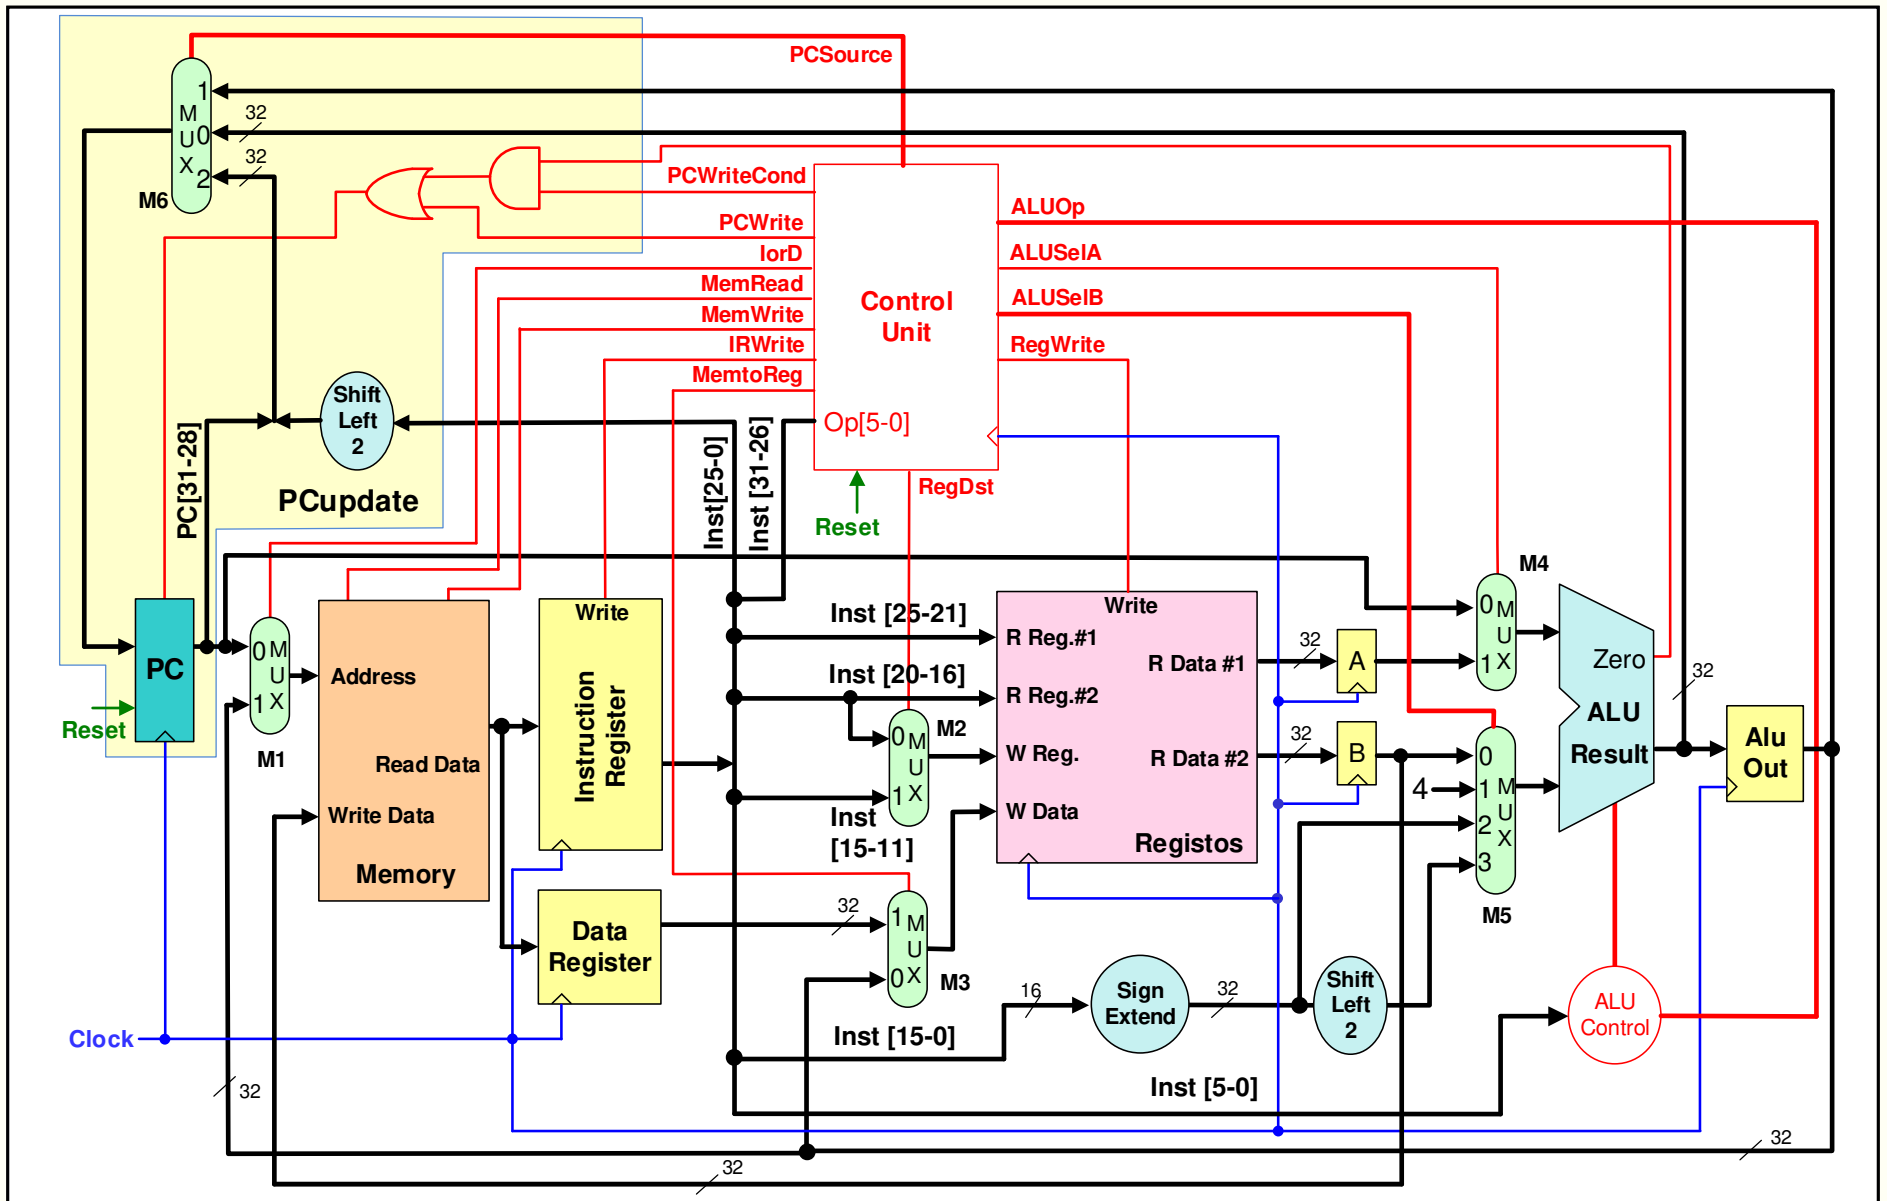 PCSource
1
M
U
X
0
2
32
32
M6
PCWriteCond
PCWrite
IorD
MemRead
MemWrite
IRWrite
MemtoReg
Control
Unit
Op[5-0]
ALUOp
ALUSelA
ALUSelB
RegWrite
RegDst
Reset
Shift
Left
2
PC[31-28]
PCupdate
Inst[25-0]
Inst [31-26]
PC
Reset
0
1
M
U
X
M1
Address
Read Data
Write Data
Memory
Write
Instruction
Register
Data
Register
Inst [25-21]
Inst [20-16]
Inst
[15-11]
0
1
M
U
X
M2
Write
R Reg.#1
R Reg.#2
W Reg.
W Data
R Data #1
R Data #2
Registos
32
32
A
B
M4
0
1
M
U
X
4
0
1
2
3
M
U
X
M5
Zero
ALU
Result
32
Alu
Out
32
1
0
M
U
X
M3
16
Sign
Extend
32
Shift
Left
2
ALU
Control
Inst [15-0]
Inst [5-0]
Clock
32
32
32